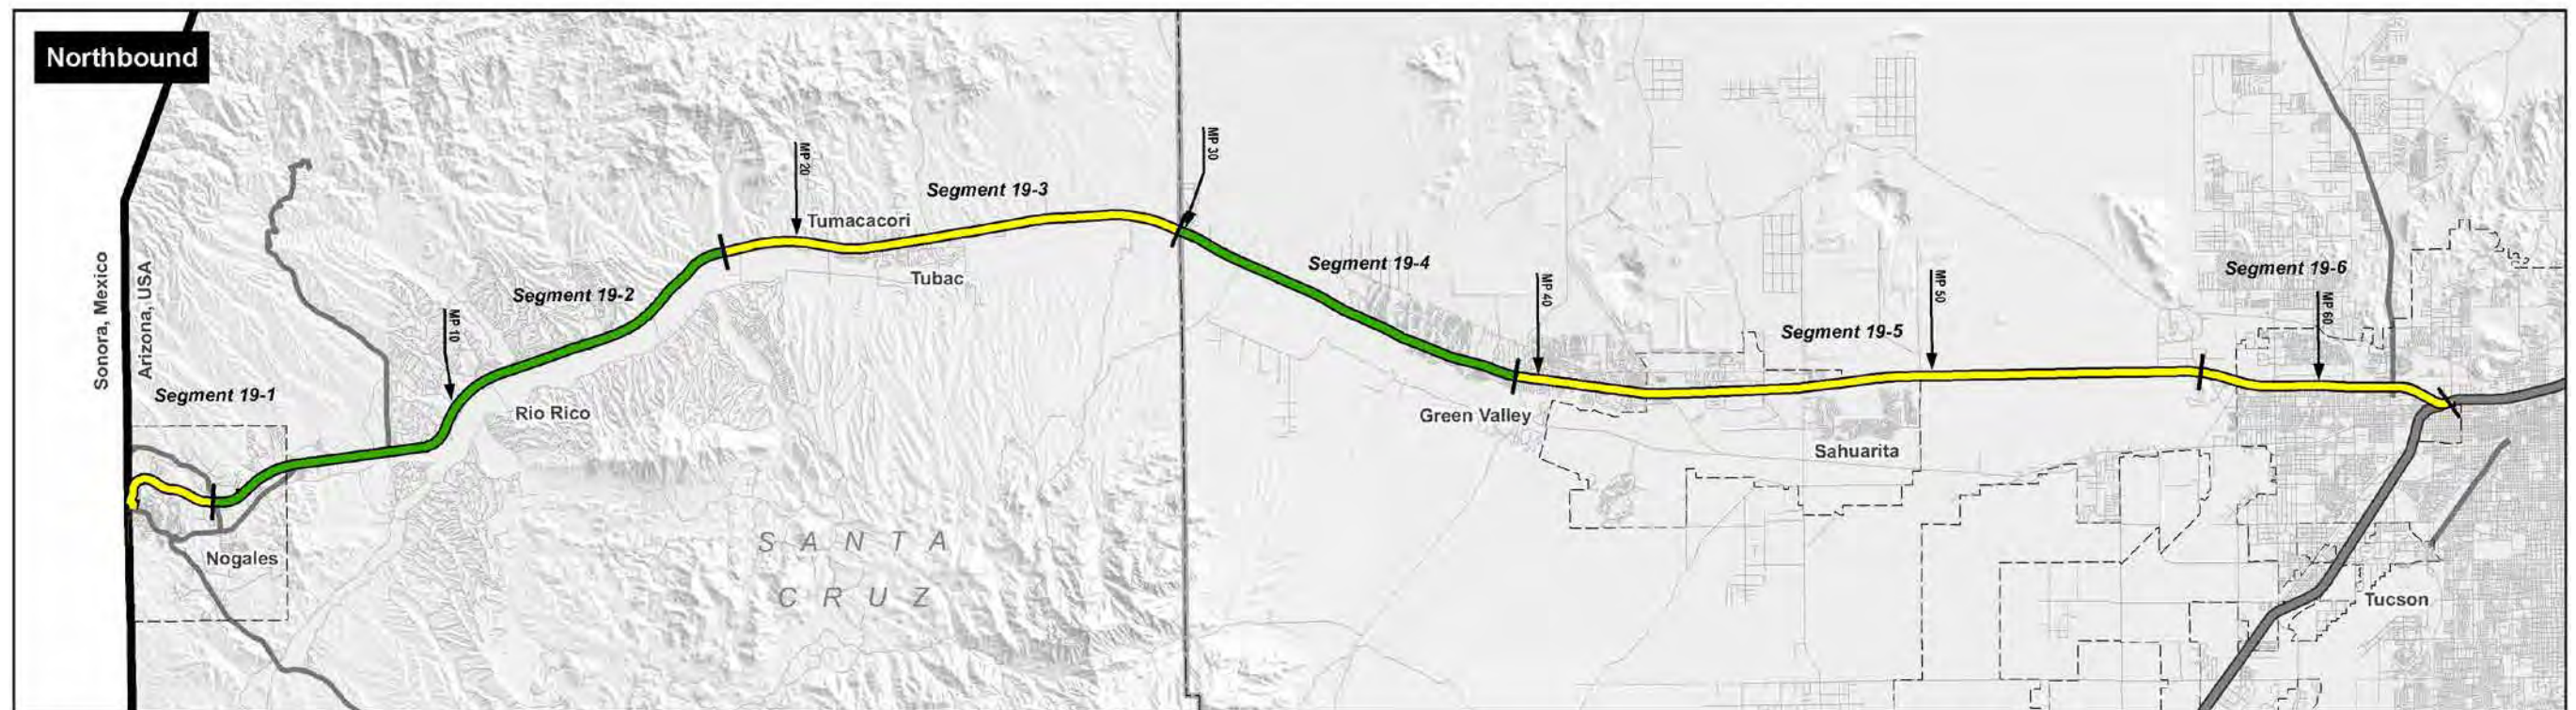 Northbound
Sonora, Mexico
Arizona, USA
Segment 19-1
Nogales
MP 10
Segment 19-2
Rio Rico
MP 20
Tumacacori
Segment 19-3
Tubac
SANTA
CRUZ
MP 30
Segment 19-4
MP 40
Green Valley
Segment 19-5
MP 50
Sahuarita
Segment 19-6
MP 60
Tucson